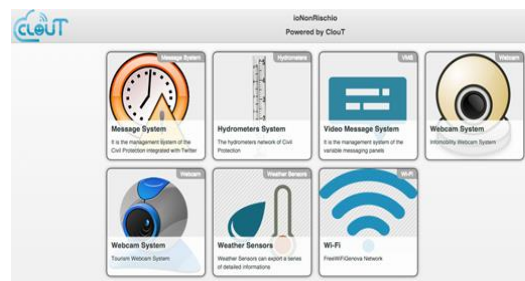 CLOUT
ioNonRischio
Powered by ClouT
Message System
Message System
It is the management system of the
Civil Protection integrated with Twitter
Hydrometers
Hydrometers System
The hydrometers network of Civil
Protection
VMS
Video Message System
It is the management system of the
variable messaging panels
Webcam
Webcam System
Infomobility Webcam System
Webcam
Webcam System
Tourism Webcam System
Weather Sensors
Weather Sensors
Weather Sensors can export a series
of detailed informations
Wi-Fi
Wi-Fi
FreeWiFiGenova Network